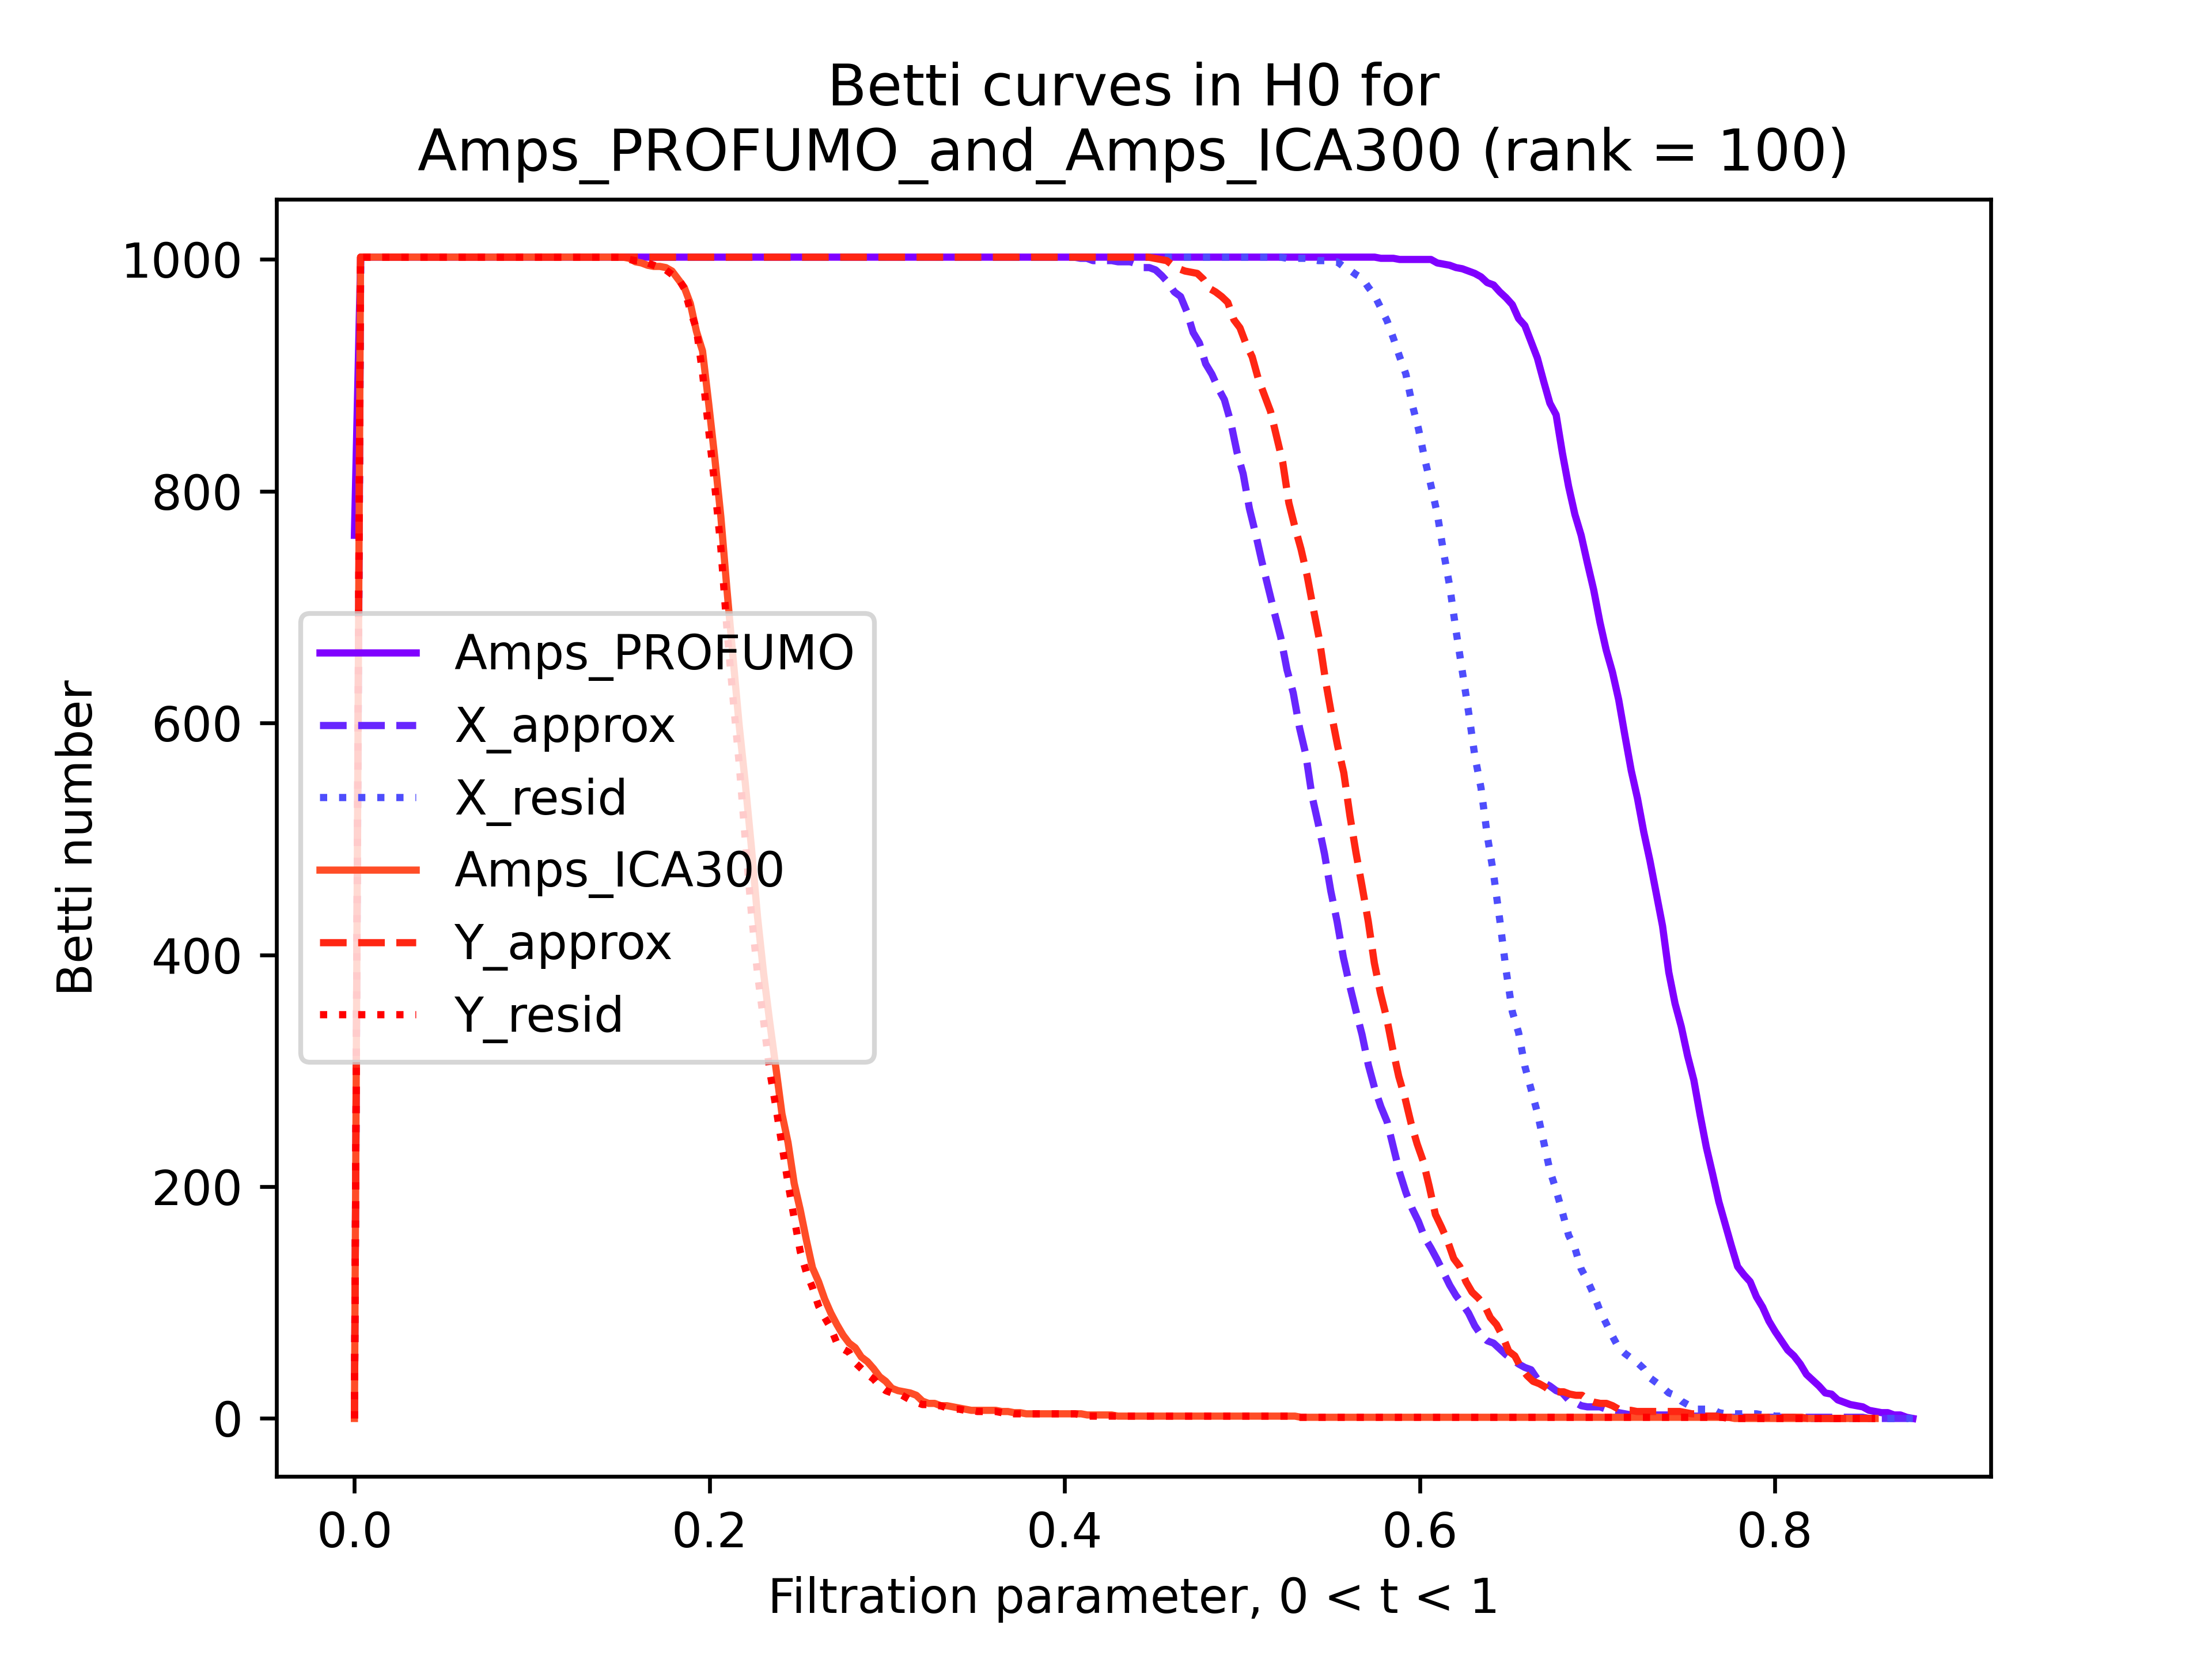 Betti curves in H0 for
Amps_PROFUMO_and_Amps_ICA300 (rank = 100)
Betti number
1000
800
600
400
200
0
Amps_PROFUMO
X_approx
X_resid
Amps_ICA300
Y_approx
Y_resid
0.0 0.2 0.4 0.6 0.8
Filtration parameter, 0 < t < 1